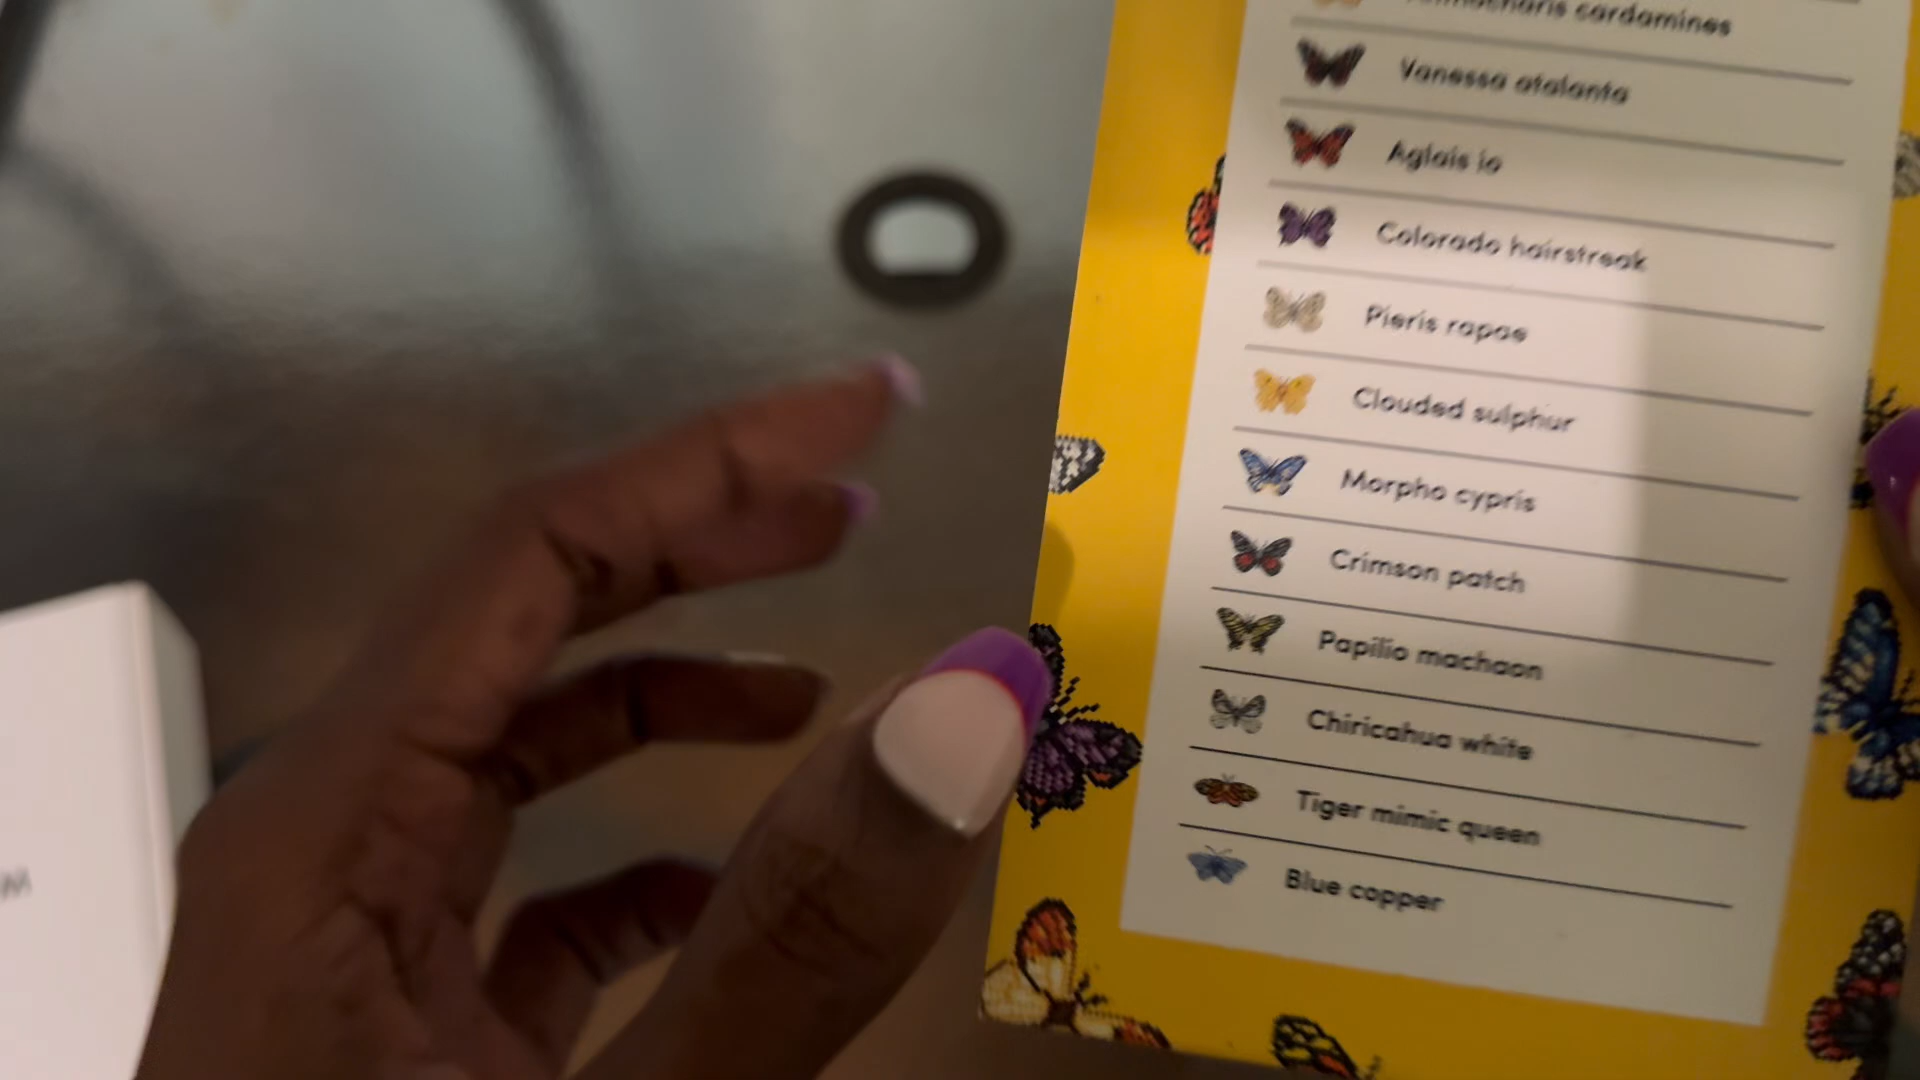 cardamines
Vanessa atalanta
Aglais io
Colorado hairstreak
Pieris rapae
Clouded sulphur
Morpho cypris
Crimson patch
Papilio machaon
Chiricahua white
Tiger mimic queen
Blue copper